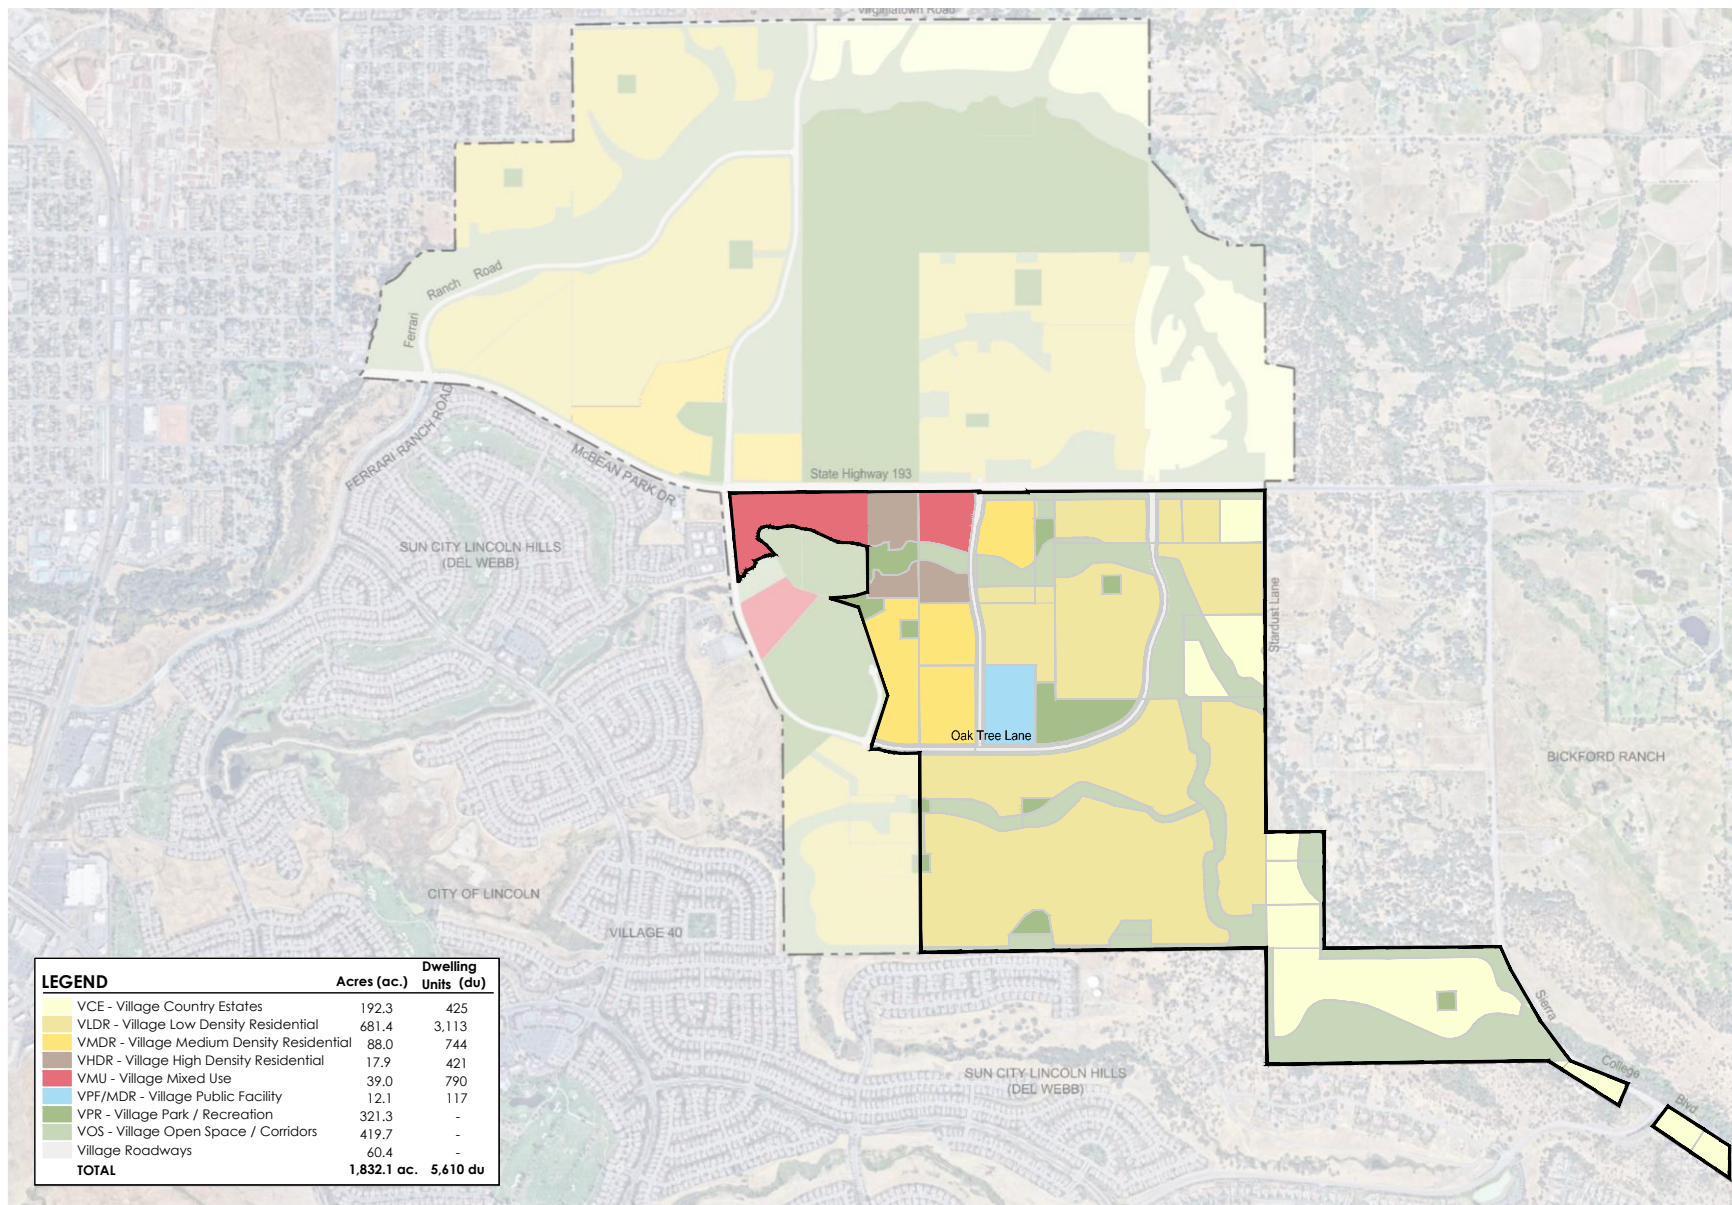 Virginiatown Road
Ferrari Ranch Road
FERRARI RANCH ROAD
McBEAN PARK DR
State Highway 193
SUN CITY LINCOLN HILLS
(DEL WEBB)
Stardust Lane
Oak Tree Lane
BICKFORD RANCH
CITY OF LINCOLN
VILLAGE 40
Sierra College Blvd
SUN CITY LINCOLN HILLS
(DEL WEBB)
LEGEND Acres (ac.) Dwelling Units (du)
VCE - Village Country Estates 192.3 425
VLDR - Village Low Density Residential 681.4 3,113
VMDR - Village Medium Density Residential 88.0 744
VHDR - Village High Density Residential 17.9 421
VMU - Village Mixed Use 39.0 790
VPF/MDR - Village Public Facility 12.1 117
VPR - Village Park / Recreation 321.3 -
VOS - Village Open Space / Corridors 419.7 -
Village Roadways 60.4 -
TOTAL 1,832.1 ac. 5,610 du